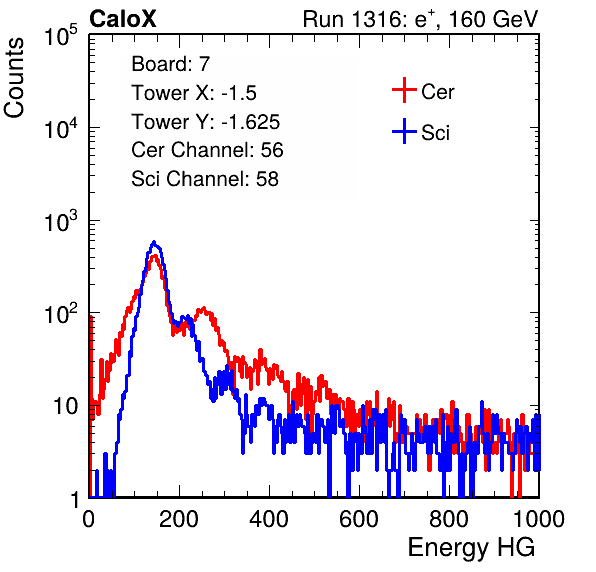 CaloX Run 1316: e⁺, 160 GeV
Counts
10⁵
10⁴
10³
10²
10
1
Board: 7
Tower X: -1.5
Tower Y: -1.625
Cer Channel: 56
Sci Channel: 58
Cer
Sci
0 200 400 600 800 1000
Energy HG